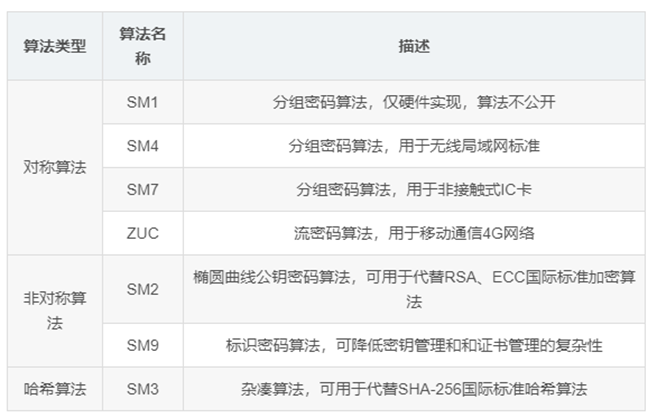 算法类型
算法名
称
描述
对称算法
SM1
分组密码算法，仅硬件实现，算法不公开
SM4
分组密码算法，用于无线局域网标准
SM7
分组密码算法，用于非接触式IC卡
ZUC
流密码算法，用于移动通信4G网络
非对称算
法
SM2
椭圆曲线公钥密码算法，可用于代替RSA、ECC国际标准加密算
法
SM9
标识密码算法，可降低密钥管理和和证书管理的复杂性
哈希算法
SM3
杂凑算法，可用于代替SHA-256国际标准哈希算法